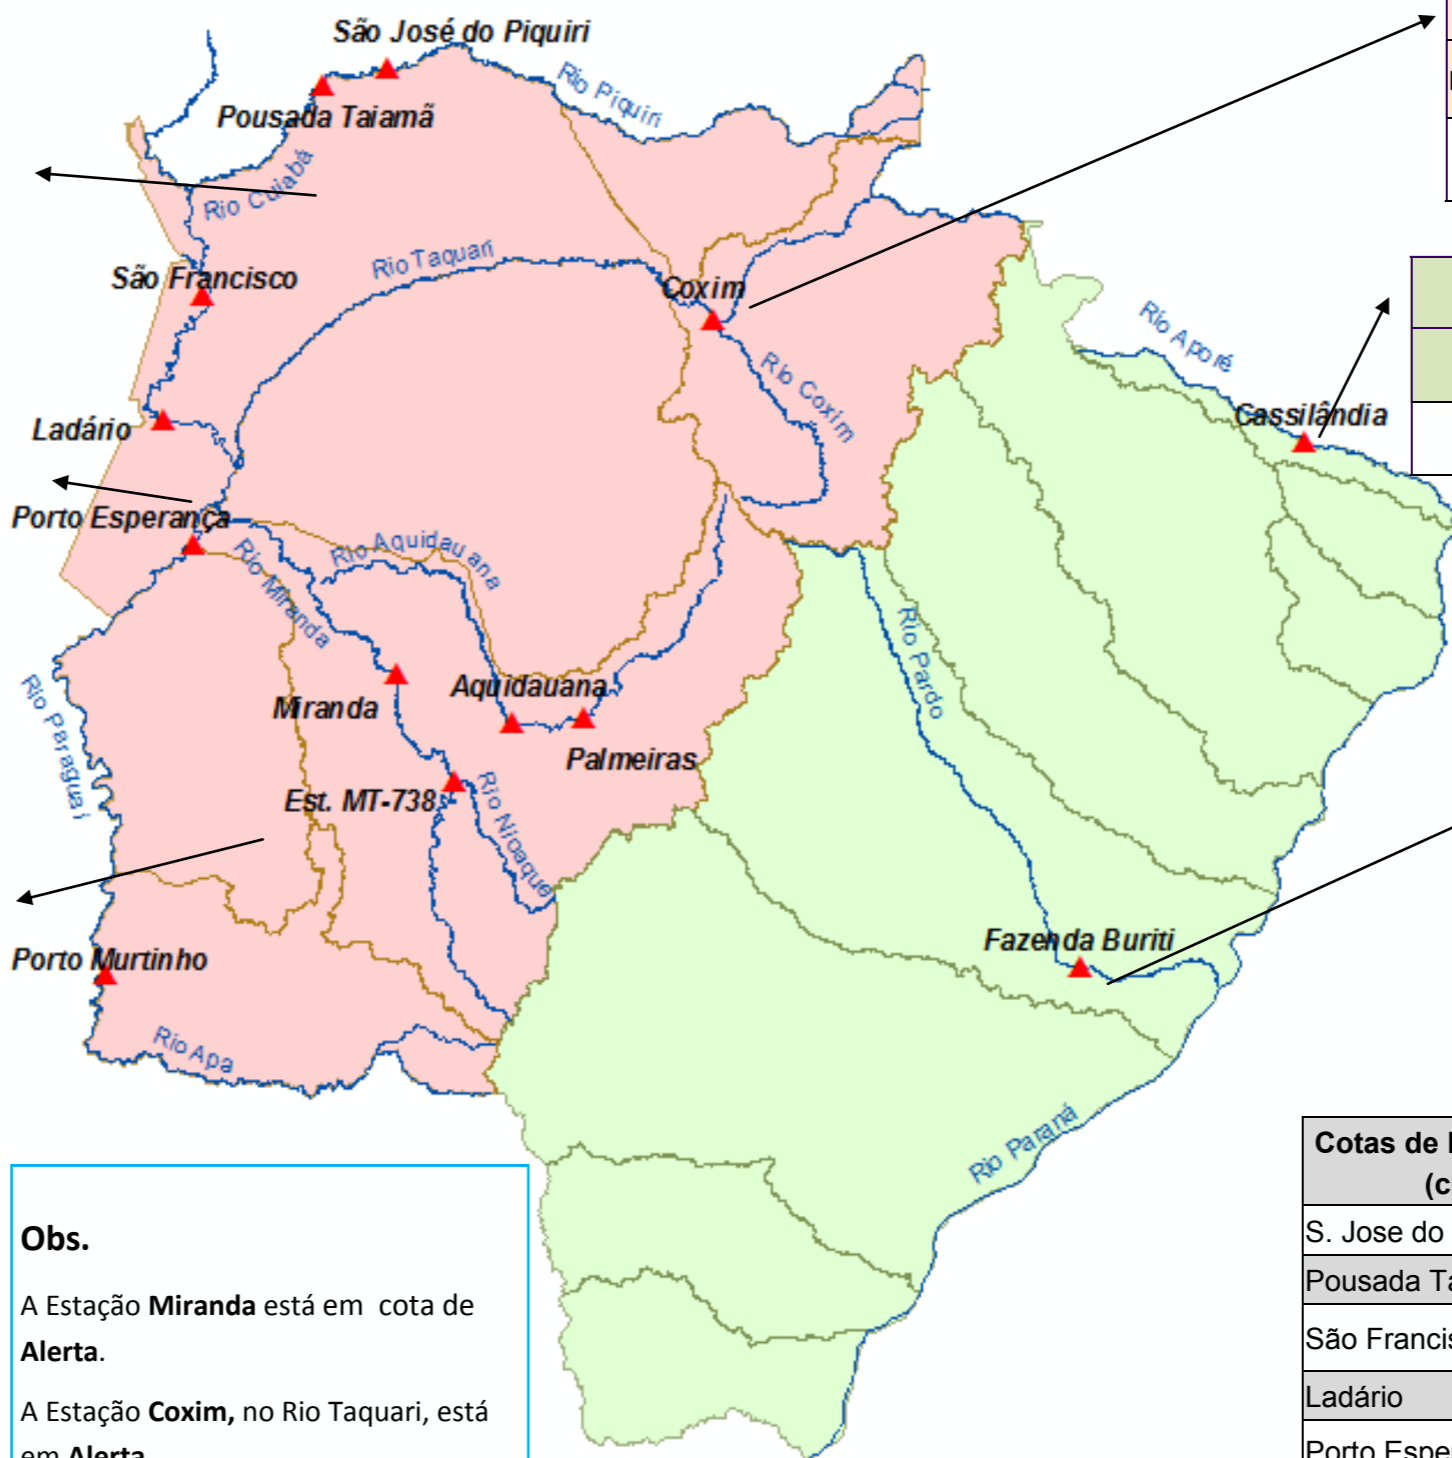 São José do Piquiri
Rio Piquiri
Pousada Taiamã
Rio Cuiabá
Rio Taquari
São Francisco
Coxim
Rio Aporé
Rio Coxim
Cassilândia
Ladário
Porto Esperança
Rio Aquidauana
Rio Miranda
Rio Pardo
Rio Paraguai
Aquidauana
Miranda
Palmeiras
Est. MT-738
Rio Nioaque
Fazenda Buriti
Porto Murtinho
Rio Apa
Rio Paraná
Obs.
A Estação Miranda está em cota de
Alerta.
A Estação Coxim, no Rio Taquari, está
em Alerta
Cotas de
(c
S. Jose do
Pousada Ta
São Francis
Ladário
Porto Espe